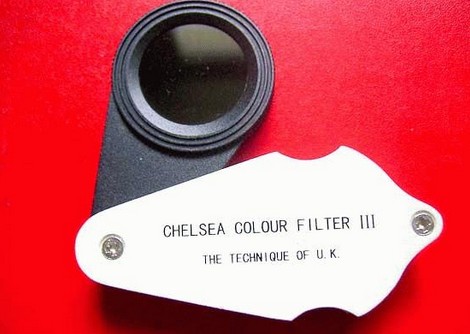 CHELSEA COLOUR FILTER III
THE TECHNIQUE OF U.K.